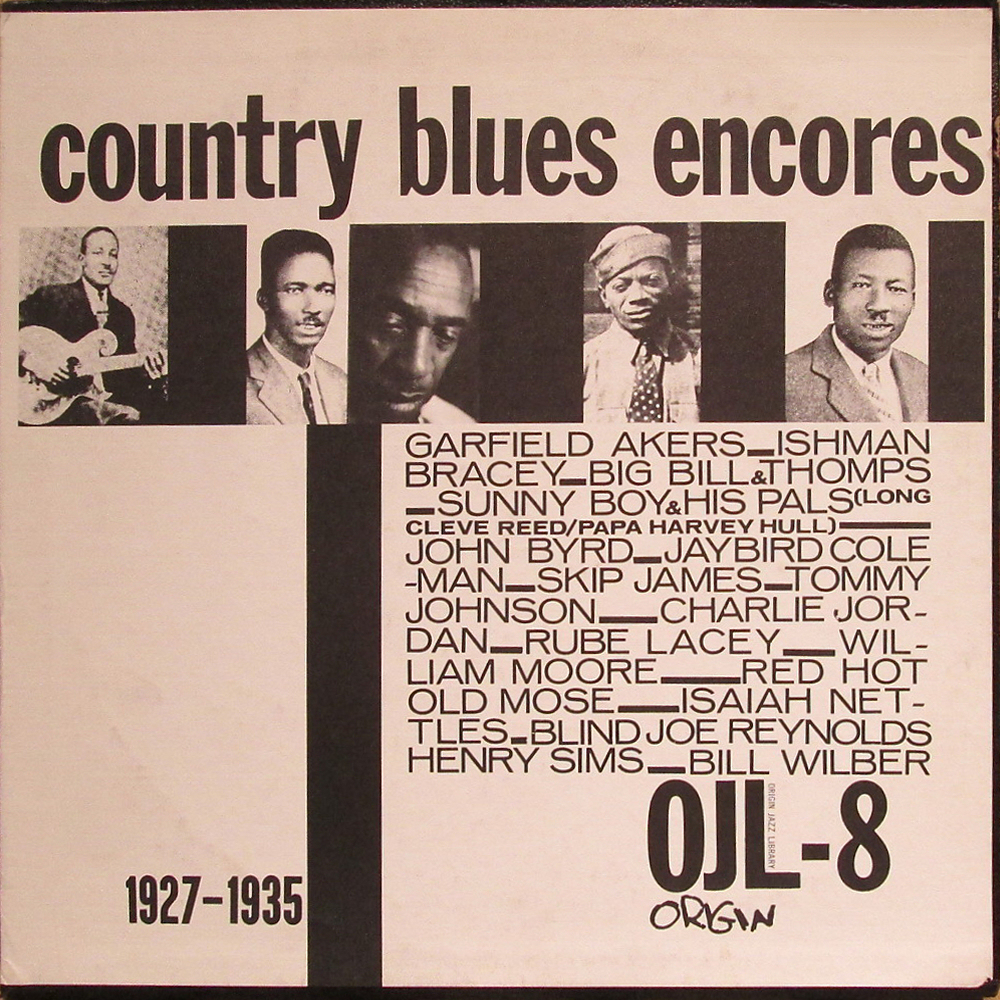 country blues encores
GARFIELD AKERS—ISHMAN
BRACEY—BIG BILL&THOMPS
—SUNNY BOY&HIS PALS(LONG
CLEVE REED/PAPA HARVEY HULL)—
JOHN BYRD—JAYBIRD COLE
-MAN—SKIP JAMES—TOMMY
JOHNSON—CHARLIE JOR-
DAN—RUBE LACEY—WIL-
LIAM MOORE—RED HOT
OLD MOSE—ISAIAH NET-
TLES—BLIND JOE REYNOLDS
HENRY SIMS—BILL WILBER
OJL-8
ORIGIN JAZZ LIBRARY
ORIGIN
1927-1935